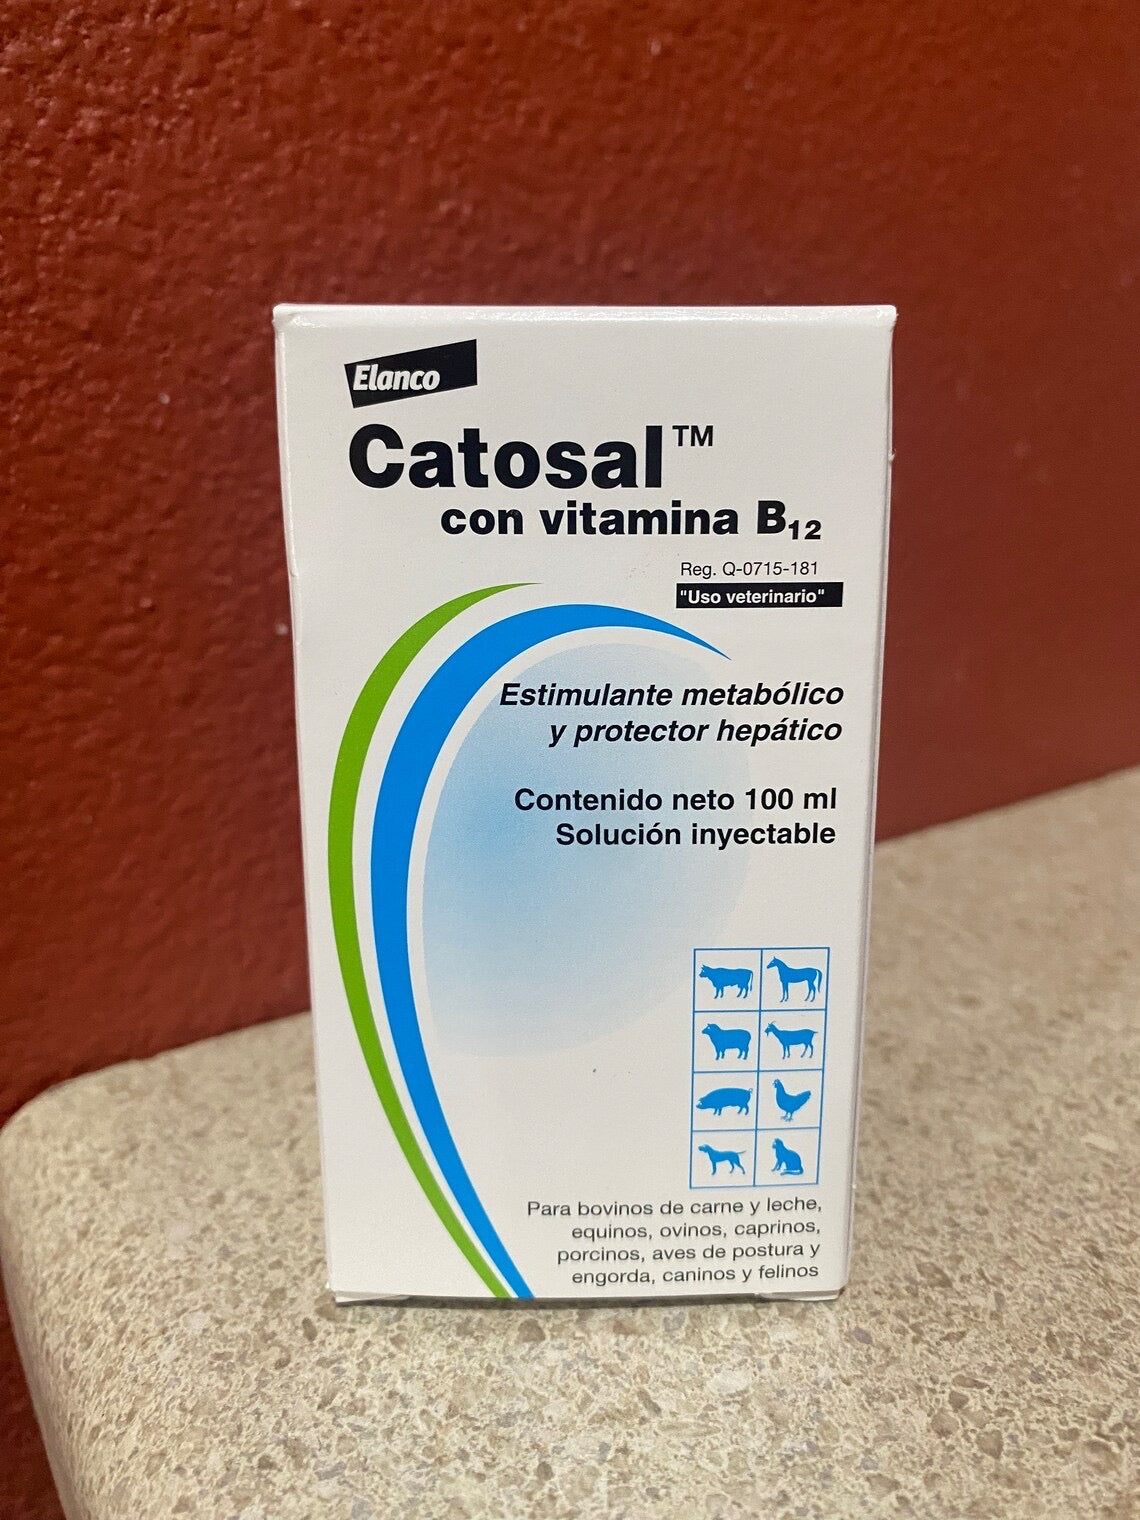 Elanco
Catosal™
con vitamina B₁₂
Reg. Q-0715-181
"Uso veterinario"
Estimulante metabólico
y protector hepático
Contenido neto 100 ml
Solución inyectable
Para bovinos de carne y leche,
equinos, ovinos, caprinos,
porcinos, aves de postura y
engorda, caninos y felinos